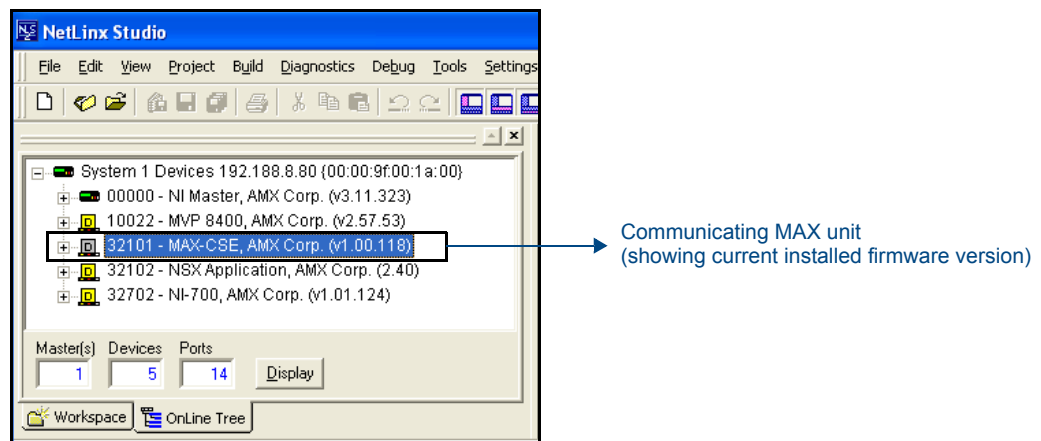 NetLinx Studio
File Edit View Project Build Diagnostics Debug Tools Settings
System 1 Devices 192.188.8.80 {00:00:9f:00:1a:00}
00000 - NI Master, AMX Corp. (v3.11.323)
10022 - MVP 8400, AMX Corp. (v2.57.53)
32101 - MAX-CSE, AMX Corp. (v1.00.118)
32102 - NSX Application, AMX Corp. (2.40)
32702 - NI-700, AMX Corp. (v1.01.124)
Communicating MAX unit
(showing current installed firmware version)
Master(s) Devices Ports
1 5 14 Display
Workspace OnLine Tree